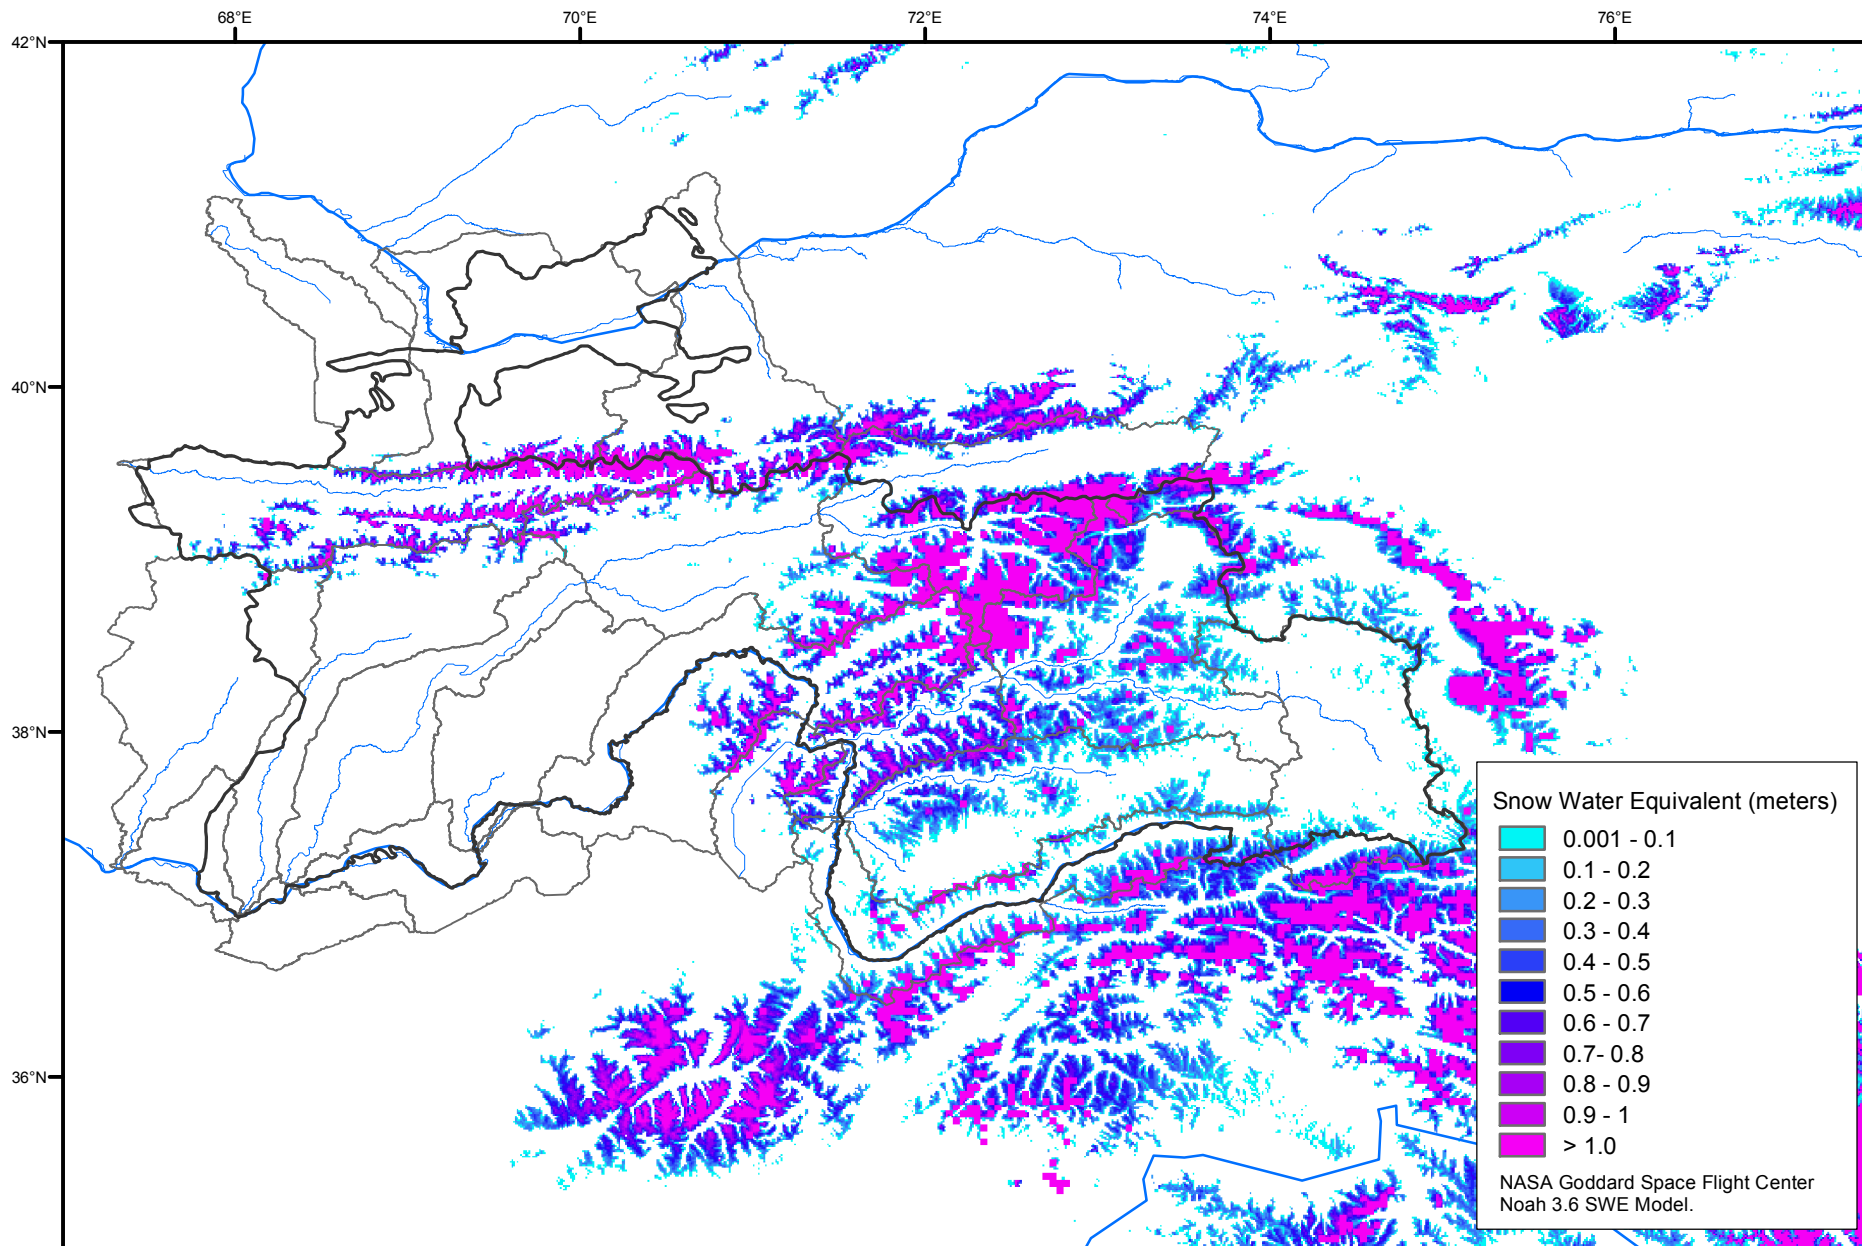 68°E
70°E
72°E
74°E
76°E
42°N
40°N
38°N
36°N
Snow Water Equivalent (meters)
0.001 - 0.1
0.1 - 0.2
0.2 - 0.3
0.3 - 0.4
0.4 - 0.5
0.5 - 0.6
0.6 - 0.7
0.7- 0.8
0.8 - 0.9
0.9 - 1
> 1.0
NASA Goddard Space Flight Center
Noah 3.6 SWE Model.